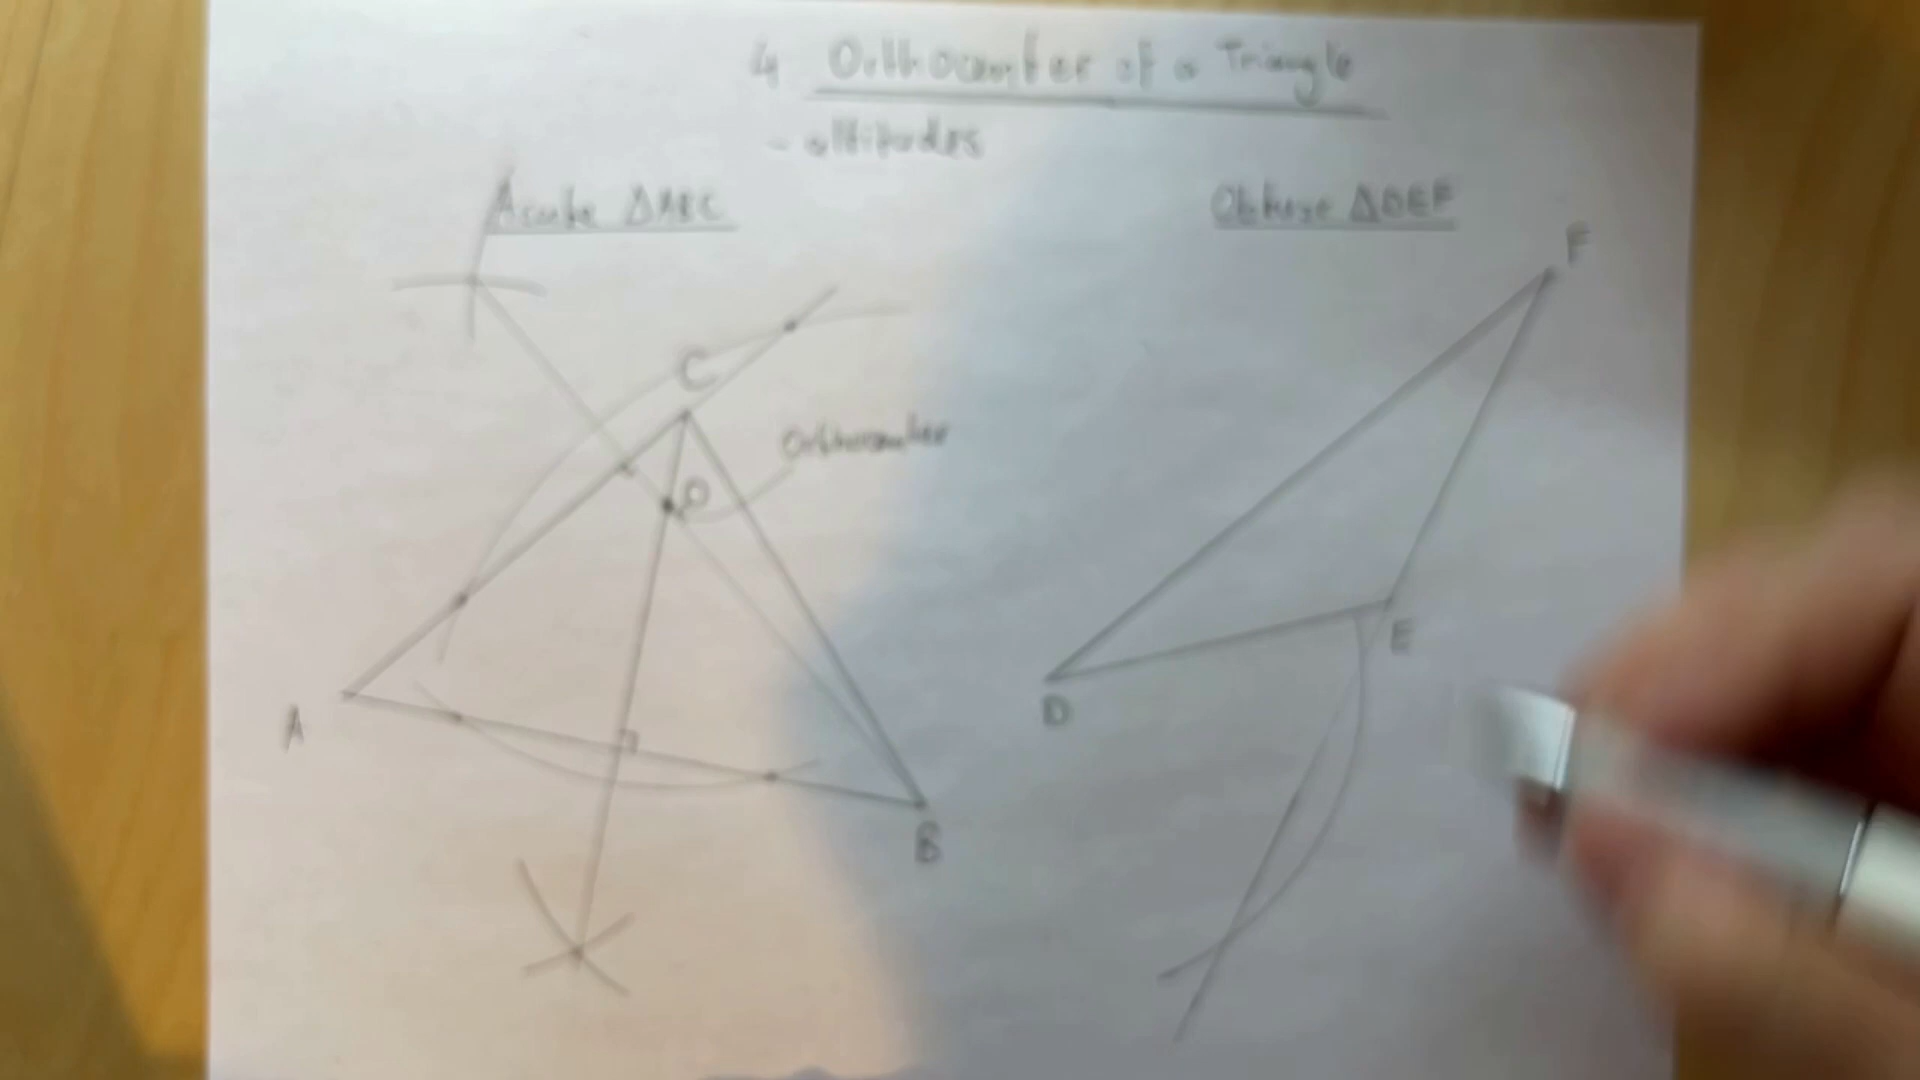 4 Orthocenter of a Triangle
- altitudes
Acute ΔABC
Obtuse ΔDEF
F
C
Orthocenter
O
E
A
D
B